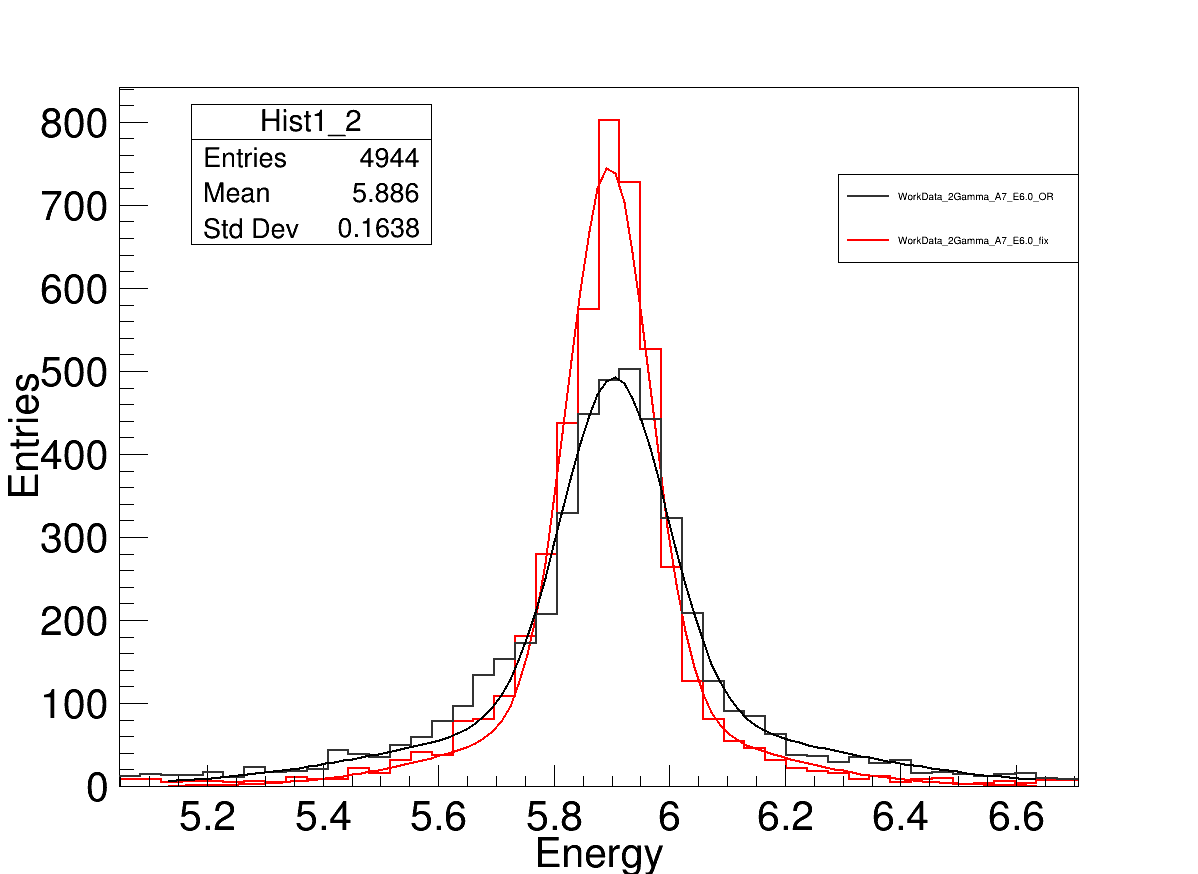 Hist1_2
Entries 4944
Mean 5.886
Std Dev 0.1638
WorkData_2Gamma_A7_E6.0_OR
WorkData_2Gamma_A7_E6.0_fix
Entries
800
700
600
500
400
300
200
100
0
5.2 5.4 5.6 5.8 6 6.2 6.4 6.6
Energy